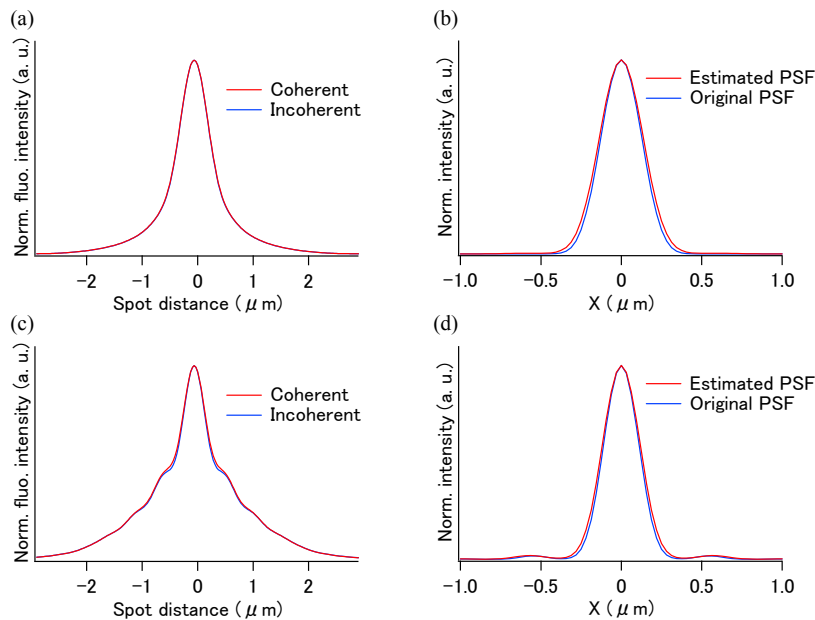 (a)
Norm. fluo. intensity (a. u.)
Coherent
Incoherent
−2 −1 0 1 2
Spot distance (μm)
(b)
Norm. intensity (a. u.)
Estimated PSF
Original PSF
−1.0 −0.5 0 0.5 1.0
X (μm)
(c)
Norm. fluo. intensity (a. u.)
Coherent
Incoherent
−2 −1 0 1 2
Spot distance (μm)
(d)
Norm. intensity (a. u.)
Estimated PSF
Original PSF
−1.0 −0.5 0 0.5 1.0
X (μm)